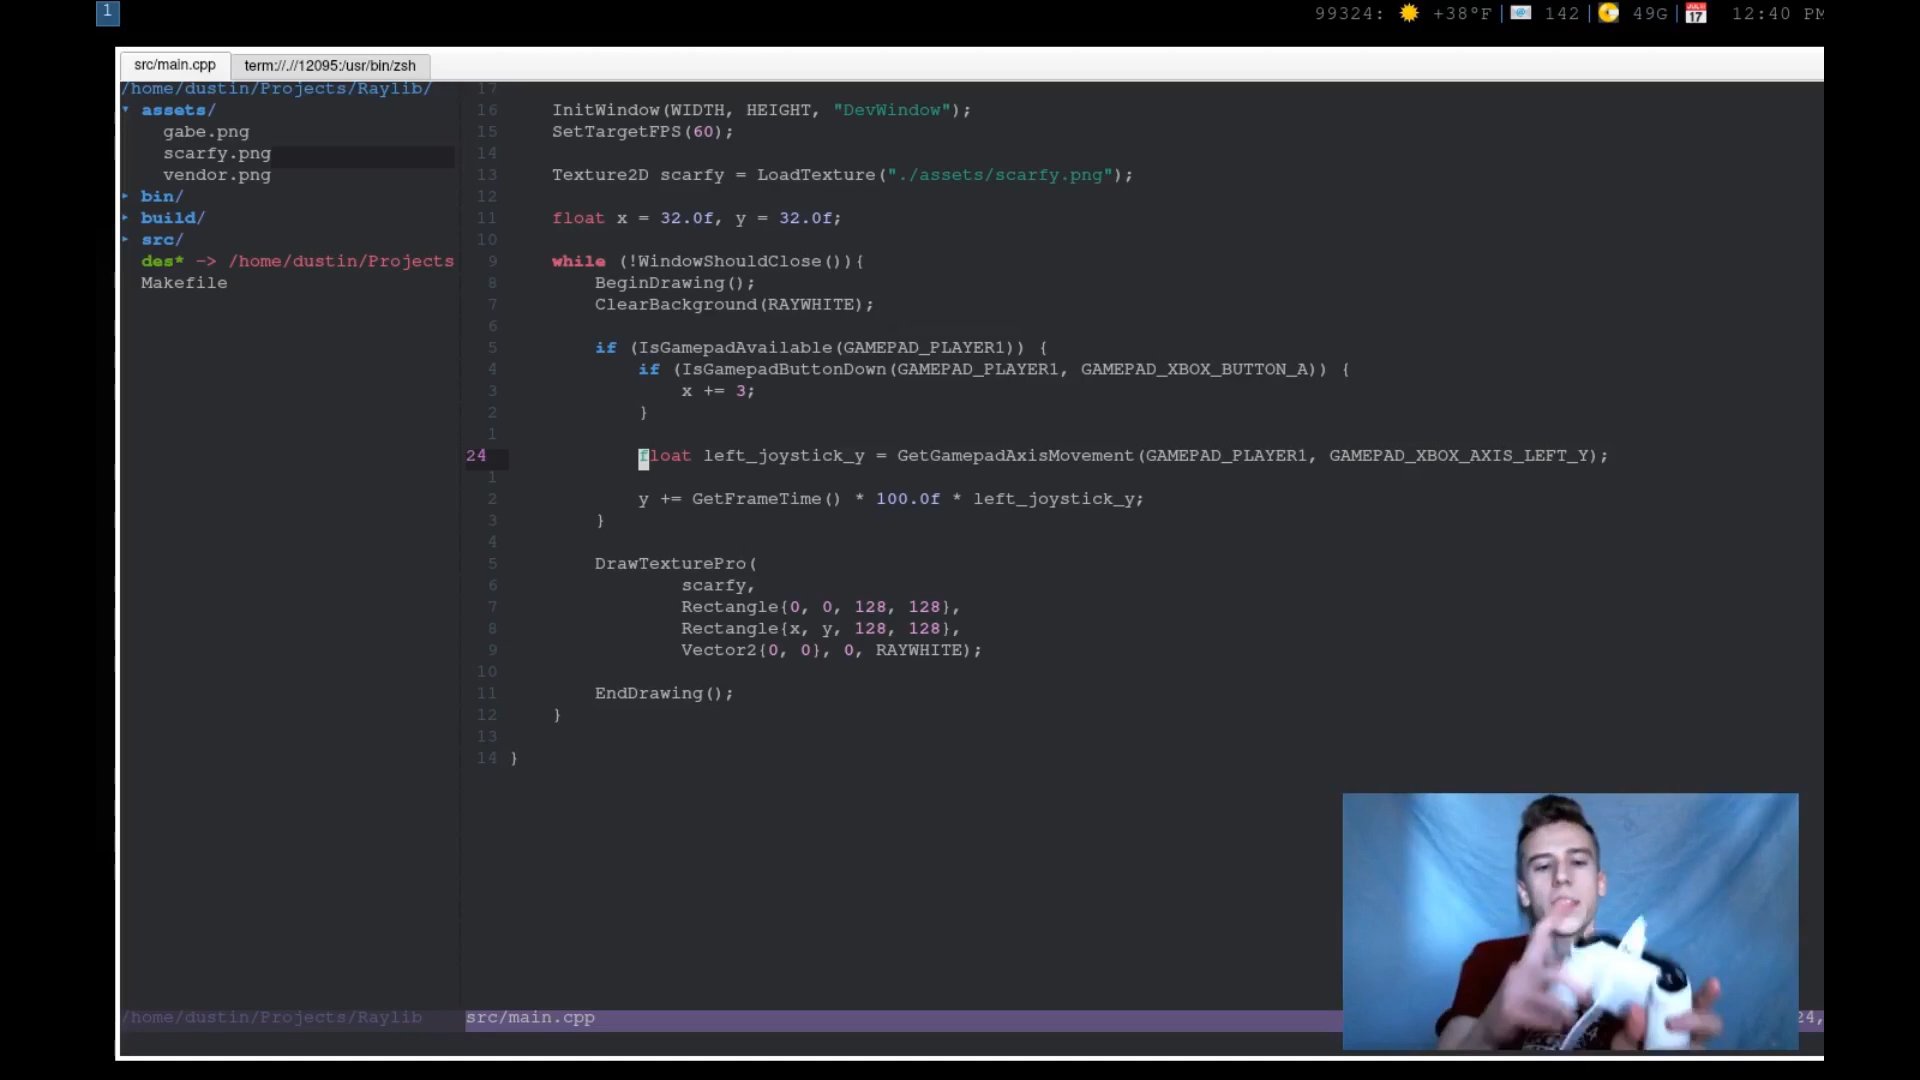 1
99324: +38°F | 142 | 49G | JUL 17 12:40 PM
src/main.cpp term://.//12095:/usr/bin/zsh
/home/dustin/Projects/Raylib/
▾ assets/
gabe.png
scarfy.png
vendor.png
▸ bin/
▸ build/
▸ src/
des* -> /home/dustin/Projects
Makefile
17
16 InitWindow(WIDTH, HEIGHT, "DevWindow");
15 SetTargetFPS(60);
14
13 Texture2D scarfy = LoadTexture("./assets/scarfy.png");
12
11 float x = 32.0f, y = 32.0f;
10
9 while (!WindowShouldClose()){
8 BeginDrawing();
7 ClearBackground(RAYWHITE);
6
5 if (IsGamepadAvailable(GAMEPAD_PLAYER1)) {
4 if (IsGamepadButtonDown(GAMEPAD_PLAYER1, GAMEPAD_XBOX_BUTTON_A)) {
3 x += 3;
2 }
1
24 float left_joystick_y = GetGamepadAxisMovement(GAMEPAD_PLAYER1, GAMEPAD_XBOX_AXIS_LEFT_Y);
1
2 y += GetFrameTime() * 100.0f * left_joystick_y;
3 }
4
5 DrawTexturePro(
6 scarfy,
7 Rectangle{0, 0, 128, 128},
8 Rectangle{x, y, 128, 128},
9 Vector2{0, 0}, 0, RAYWHITE);
10
11 EndDrawing();
12 }
13
14 }
/home/dustin/Projects/Raylib src/main.cpp 24,